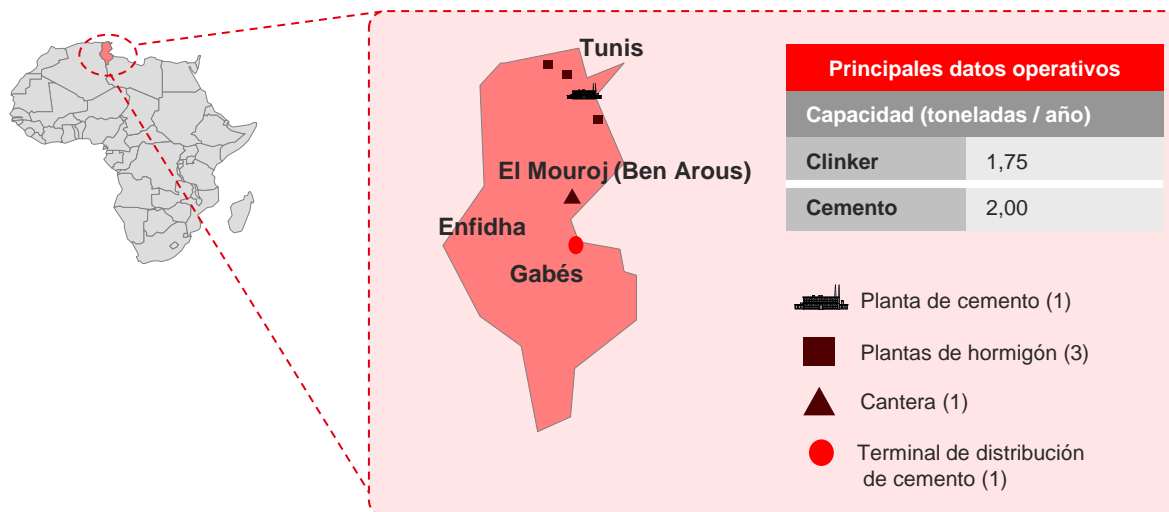 Tunis
El Mouroj (Ben Arous)
Enfidha
Gabés
Principales datos operativos
Capacidad (toneladas / año)
Clinker 1,75
Cemento 2,00
Planta de cemento (1)
Plantas de hormigón (3)
Cantera (1)
Terminal de distribución
de cemento (1)